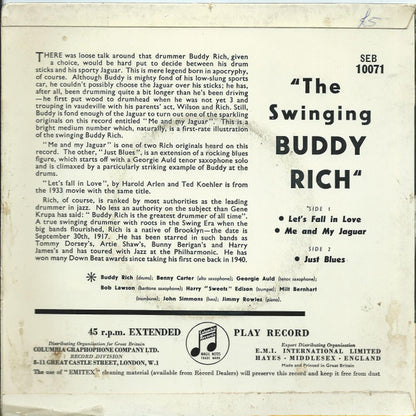 £5
SEB
10071
THERE was loose talk around that drummer Buddy Rich, given
a choice, would be hard put to decide between his drum
sticks and his sporty Jaguar. This is mere legend born in apocryphy,
of course. Although Buddy is mighty fond of his low-slung sports
car, he couldn't possibly choose the Jaguar over his sticks; he has,
after all, been drumming quite a bit longer than he's been driving
—he first put wood to drumhead when he was not yet 3 and
trouping in vaudeville with his parents' act, Wilson and Rich. Still,
Buddy is fond enough of the Jaguar to turn out one of the sparkling
originals on this record entitled "Me and my Jaguar". This is a
bright medium number which, naturally, is a first-rate illustration
of the swinging Buddy Rich.
"Me and my Jaguar" is one of two Rich originals heard on this
record. The other, "Just Blues", is an extension of a rocking blues
figure, which starts off with a Georgie Auld tenor saxophone solo
and is climaxed by a particularly striking example of Buddy at the
drums.
"Let's fall in Love", by Harold Arlen and Ted Koehler is from
the 1933 movie with the same title.
Rich, of course, is ranked by most authorities as the leading
drummer in jazz. No less an authority on the subject than Gene
Krupa has said: " Buddy Rich is the greatest drummer of all time".
A true swinging drummer with roots in the Swing Era when the
big bands flourished, Rich is a native of Brooklyn—the date is
September 30th, 1917. He has been starred in such bands as
Tommy Dorsey's, Artie Shaw's, Bunny Berigan's and Harry
James's and has toured with Jazz at the Philharmonic. He has
won many Down Beat awards since taking his first one back in 1940.
Buddy Rich (drums); Benny Carter (alto saxophone); Georgie Auld (tenor saxophone);
Bob Lawson (baritone saxophone); Harry "Sweets" Edison (trumpet); Milt Bernhart
(trombone); John Simmons (bass); Jimmy Rowles (piano).
"The
Swinging
BUDDY
RICH"
SIDE 1
• Let's Fall in Love
• Me and My Jaguar
SIDE 2
• Just Blues
45 r.p.m. EXTENDED PLAY RECORD
Distributing Organisation for Great Britain
COLUMBIA GRAPHOPHONE COMPANY LTD.
RECORD DIVISION
8-11 GREAT CASTLE STREET, LONDON, W.1
MAGIC NOTES
TRADE MARK
Export Distributing Organisation
E.M.I. INTERNATIONAL LIMITED
HAYES - MIDDLESEX - ENGLAND
Made and Printed in Great Britain
The use of "EMITEX" cleaning material (available from Record Dealers) will preserve this record and keep it free from dust